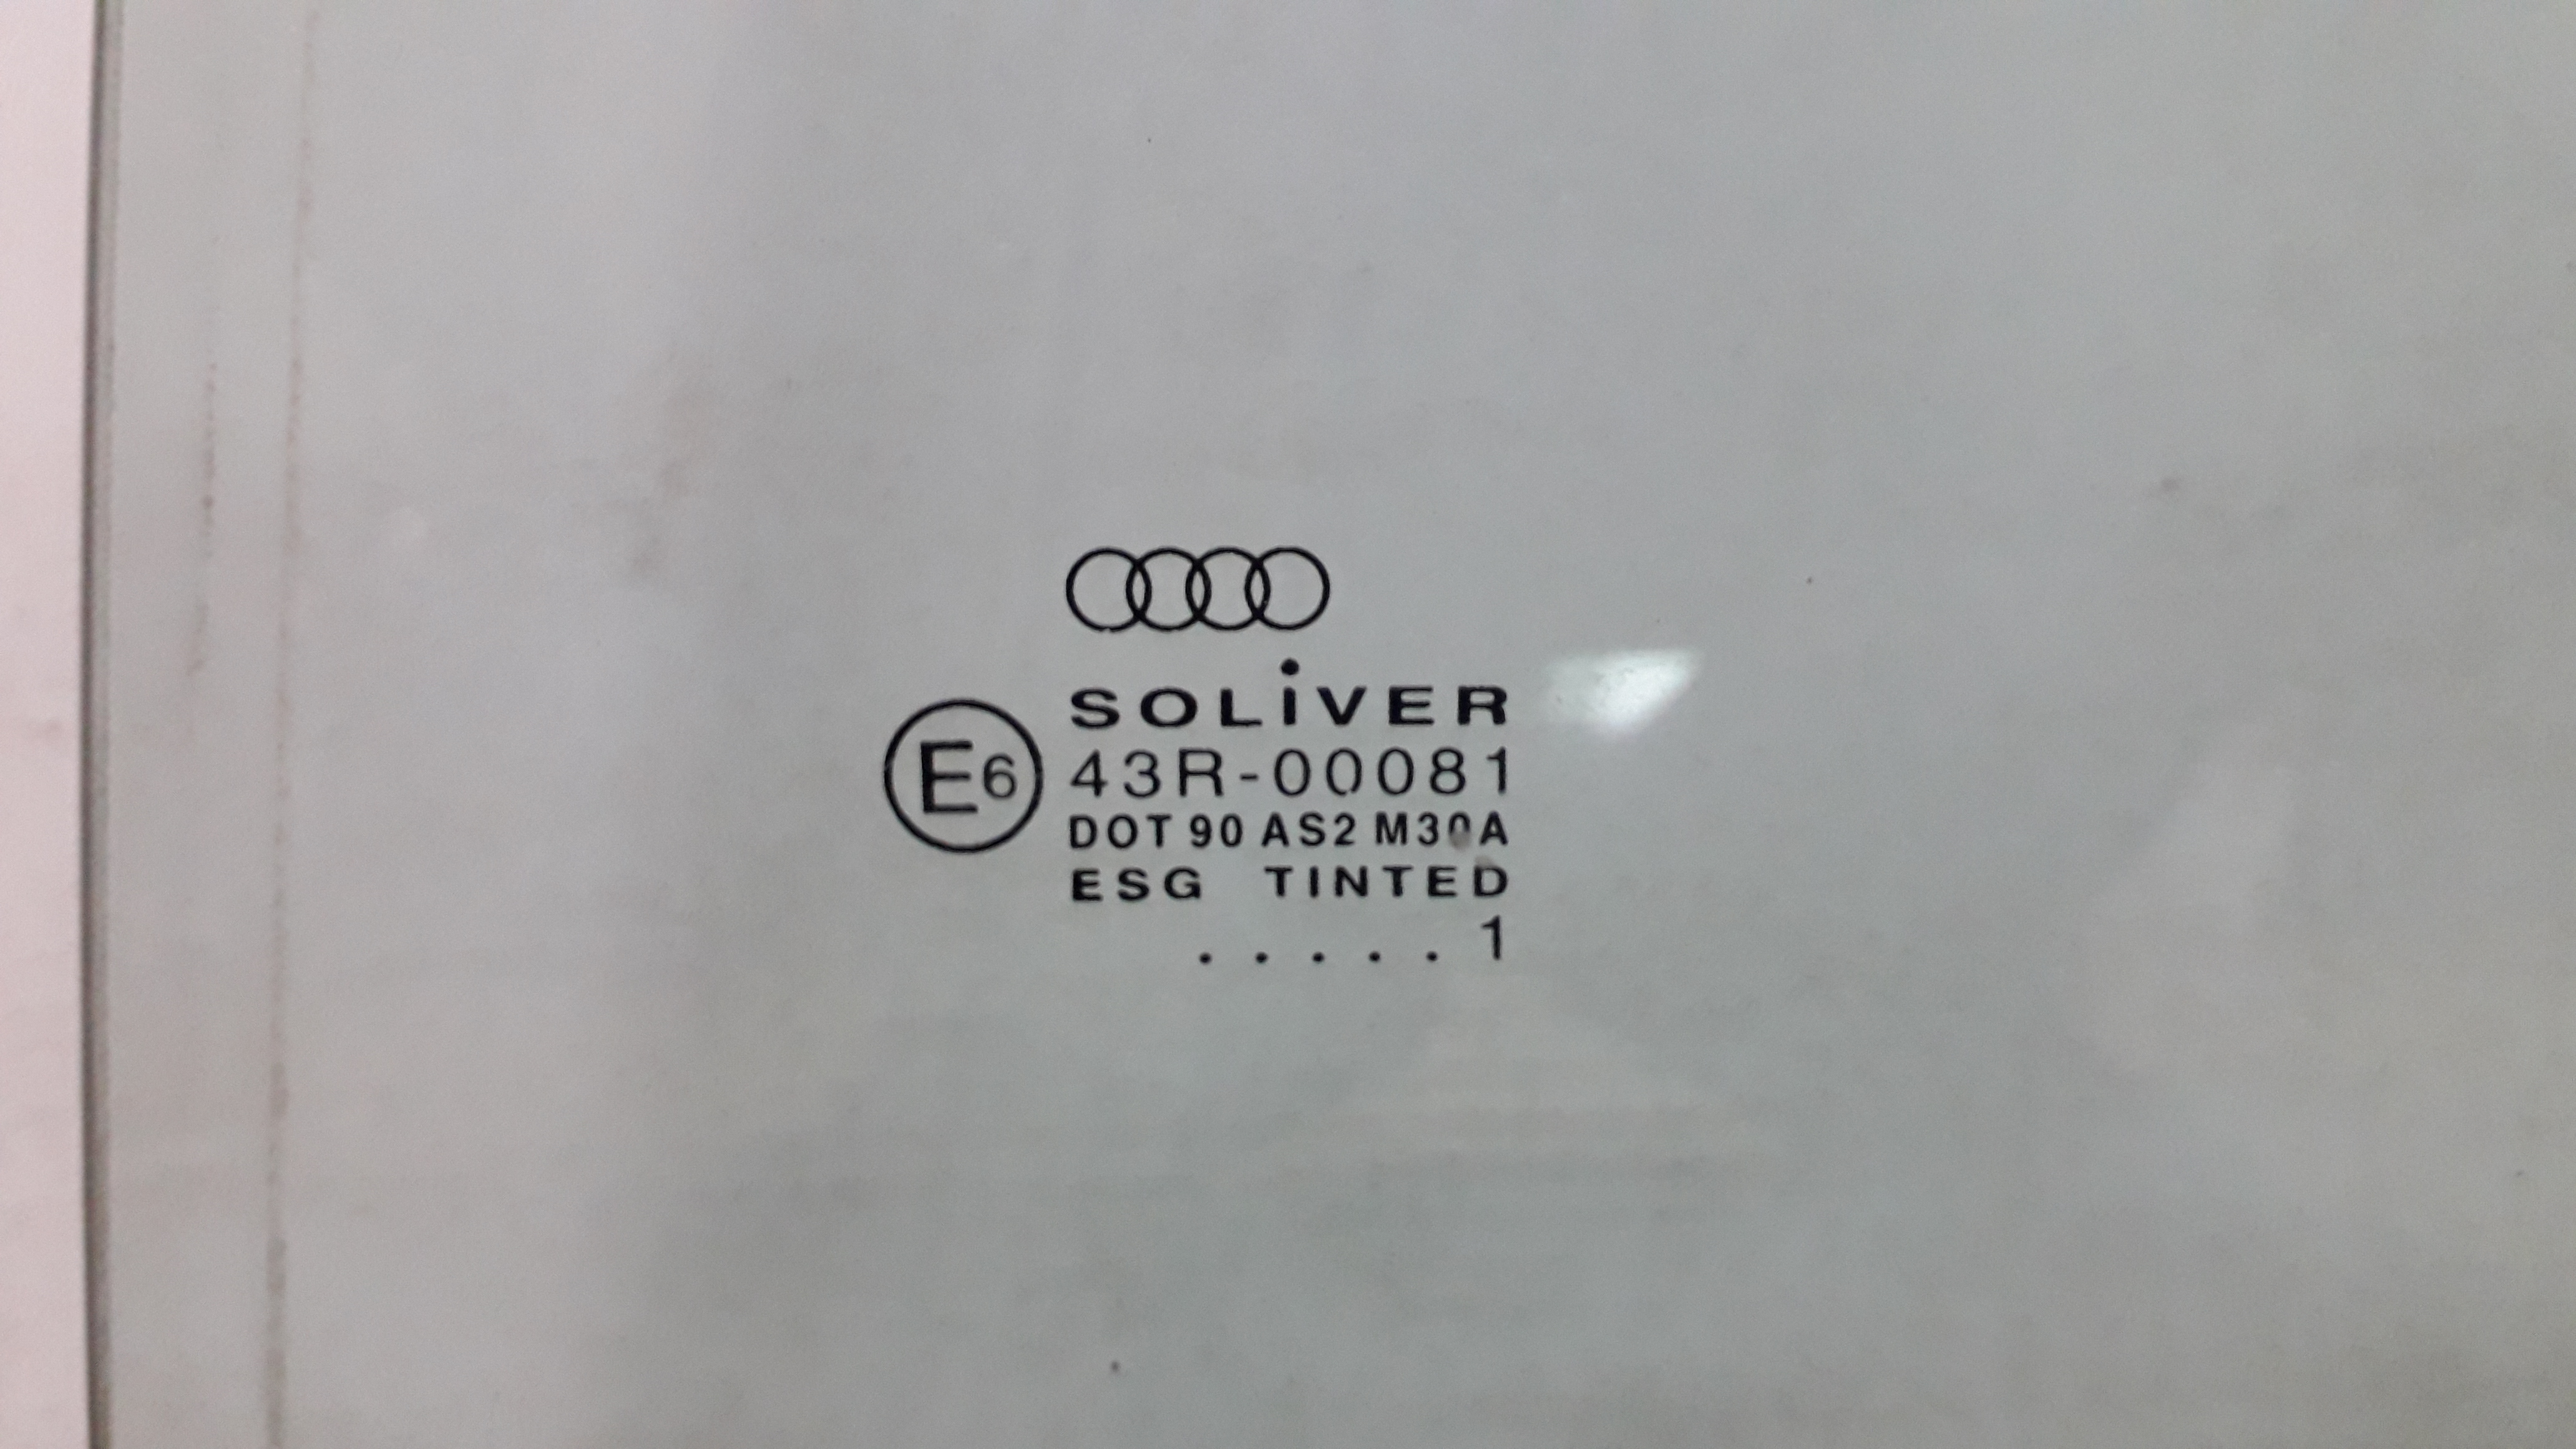 SOLiVER
E6
43R-00081
DOT 90 AS2 M30A
ESG TINTED
.....1